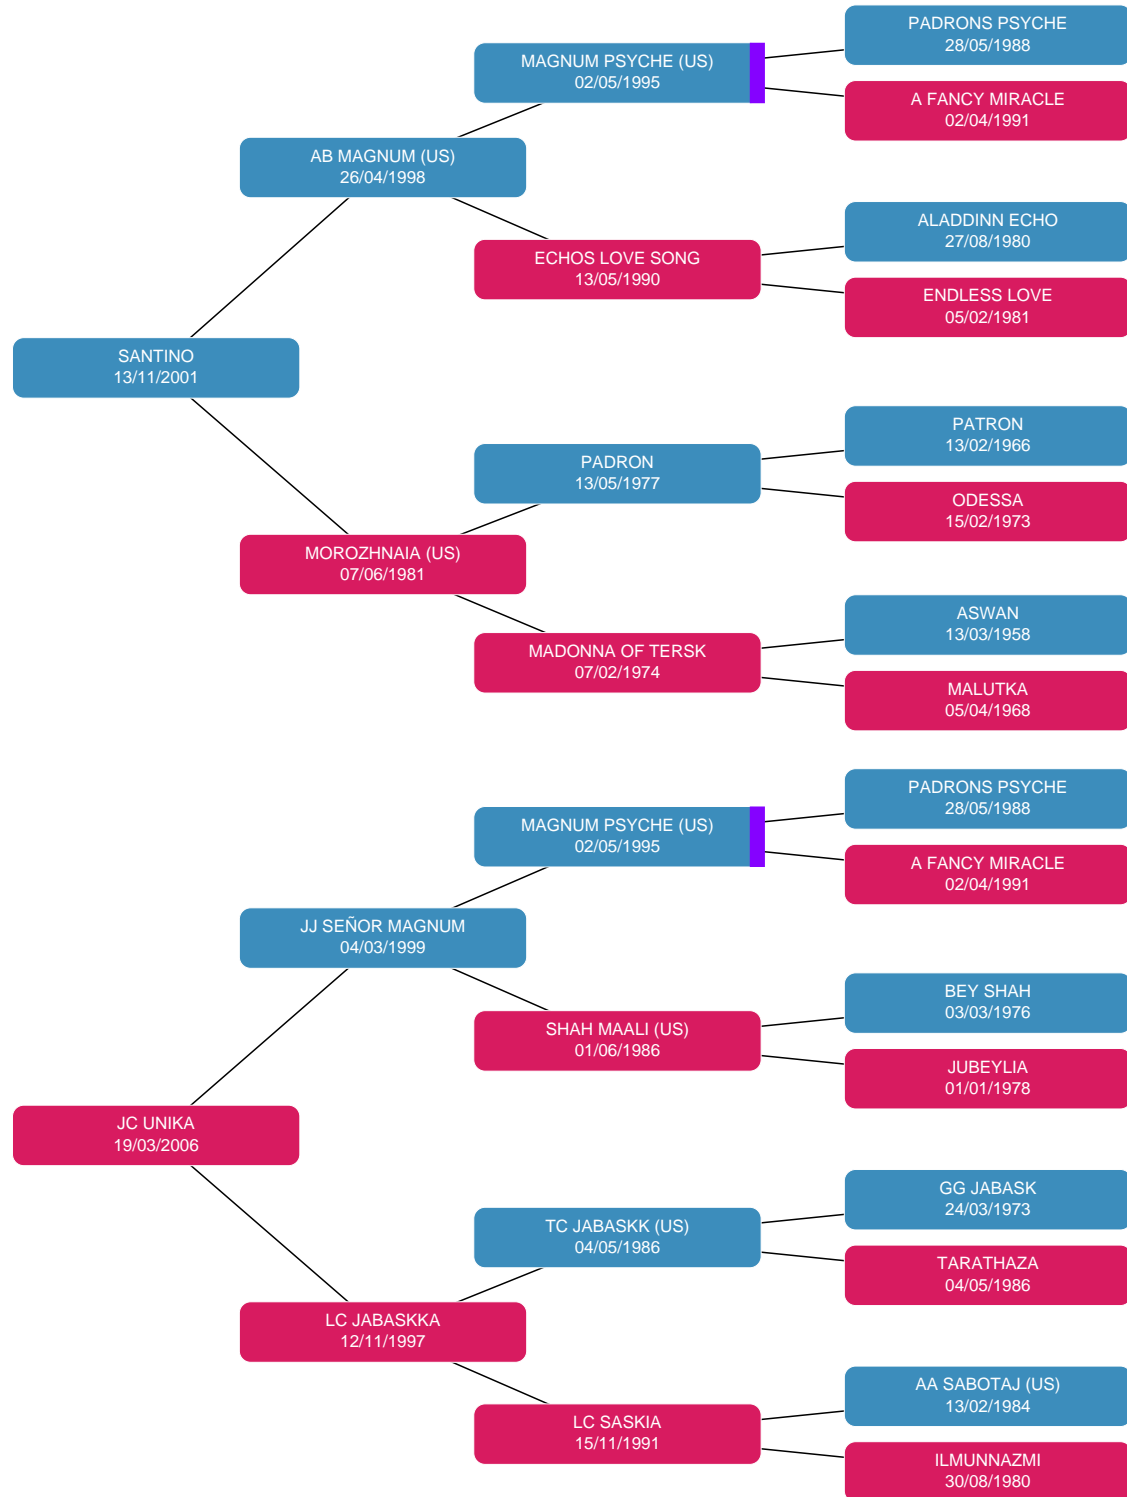 PADRONS PSYCHE
28/05/1988
MAGNUM PSYCHE (US)
02/05/1995
A FANCY MIRACLE
02/04/1991
AB MAGNUM (US)
26/04/1998
ALADDINN ECHO
27/08/1980
ECHOS LOVE SONG
13/05/1990
ENDLESS LOVE
05/02/1981
SANTINO
13/11/2001
PATRON
13/02/1966
PADRON
13/05/1977
ODESSA
15/02/1973
MOROZHNAIA (US)
07/06/1981
ASWAN
13/03/1958
MADONNA OF TERSK
07/02/1974
MALUTKA
05/04/1968
PADRONS PSYCHE
28/05/1988
MAGNUM PSYCHE (US)
02/05/1995
A FANCY MIRACLE
02/04/1991
JJ SEÑOR MAGNUM
04/03/1999
BEY SHAH
03/03/1976
SHAH MAALI (US)
01/06/1986
JUBEYLIA
01/01/1978
JC UNIKA
19/03/2006
GG JABASK
24/03/1973
TC JABASKK (US)
04/05/1986
TARATHAZA
04/05/1986
LC JABASKKA
12/11/1997
AA SABOTAJ (US)
13/02/1984
LC SASKIA
15/11/1991
ILMUNNAZMI
30/08/1980